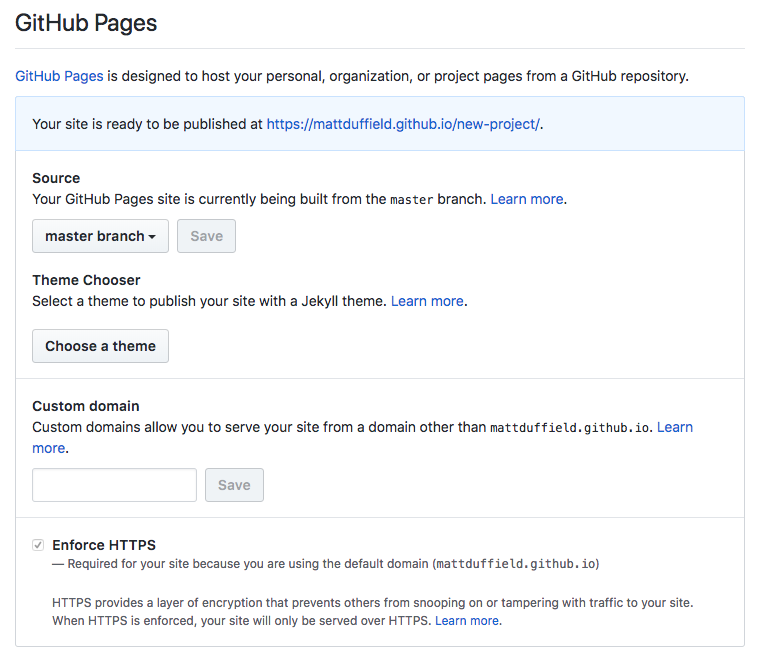 GitHub Pages
GitHub Pages is designed to host your personal, organization, or project pages from a GitHub repository.
Your site is ready to be published at https://mattduffield.github.io/new-project/.
Source
Your GitHub Pages site is currently being built from the master branch. Learn more.
master branch
Save
Theme Chooser
Select a theme to publish your site with a Jekyll theme. Learn more.
Choose a theme
Custom domain
Custom domains allow you to serve your site from a domain other than mattduffield.github.io. Learn
more.
Save
Enforce HTTPS
— Required for your site because you are using the default domain (mattduffield.github.io)
HTTPS provides a layer of encryption that prevents others from snooping on or tampering with traffic to your site.
When HTTPS is enforced, your site will only be served over HTTPS. Learn more.